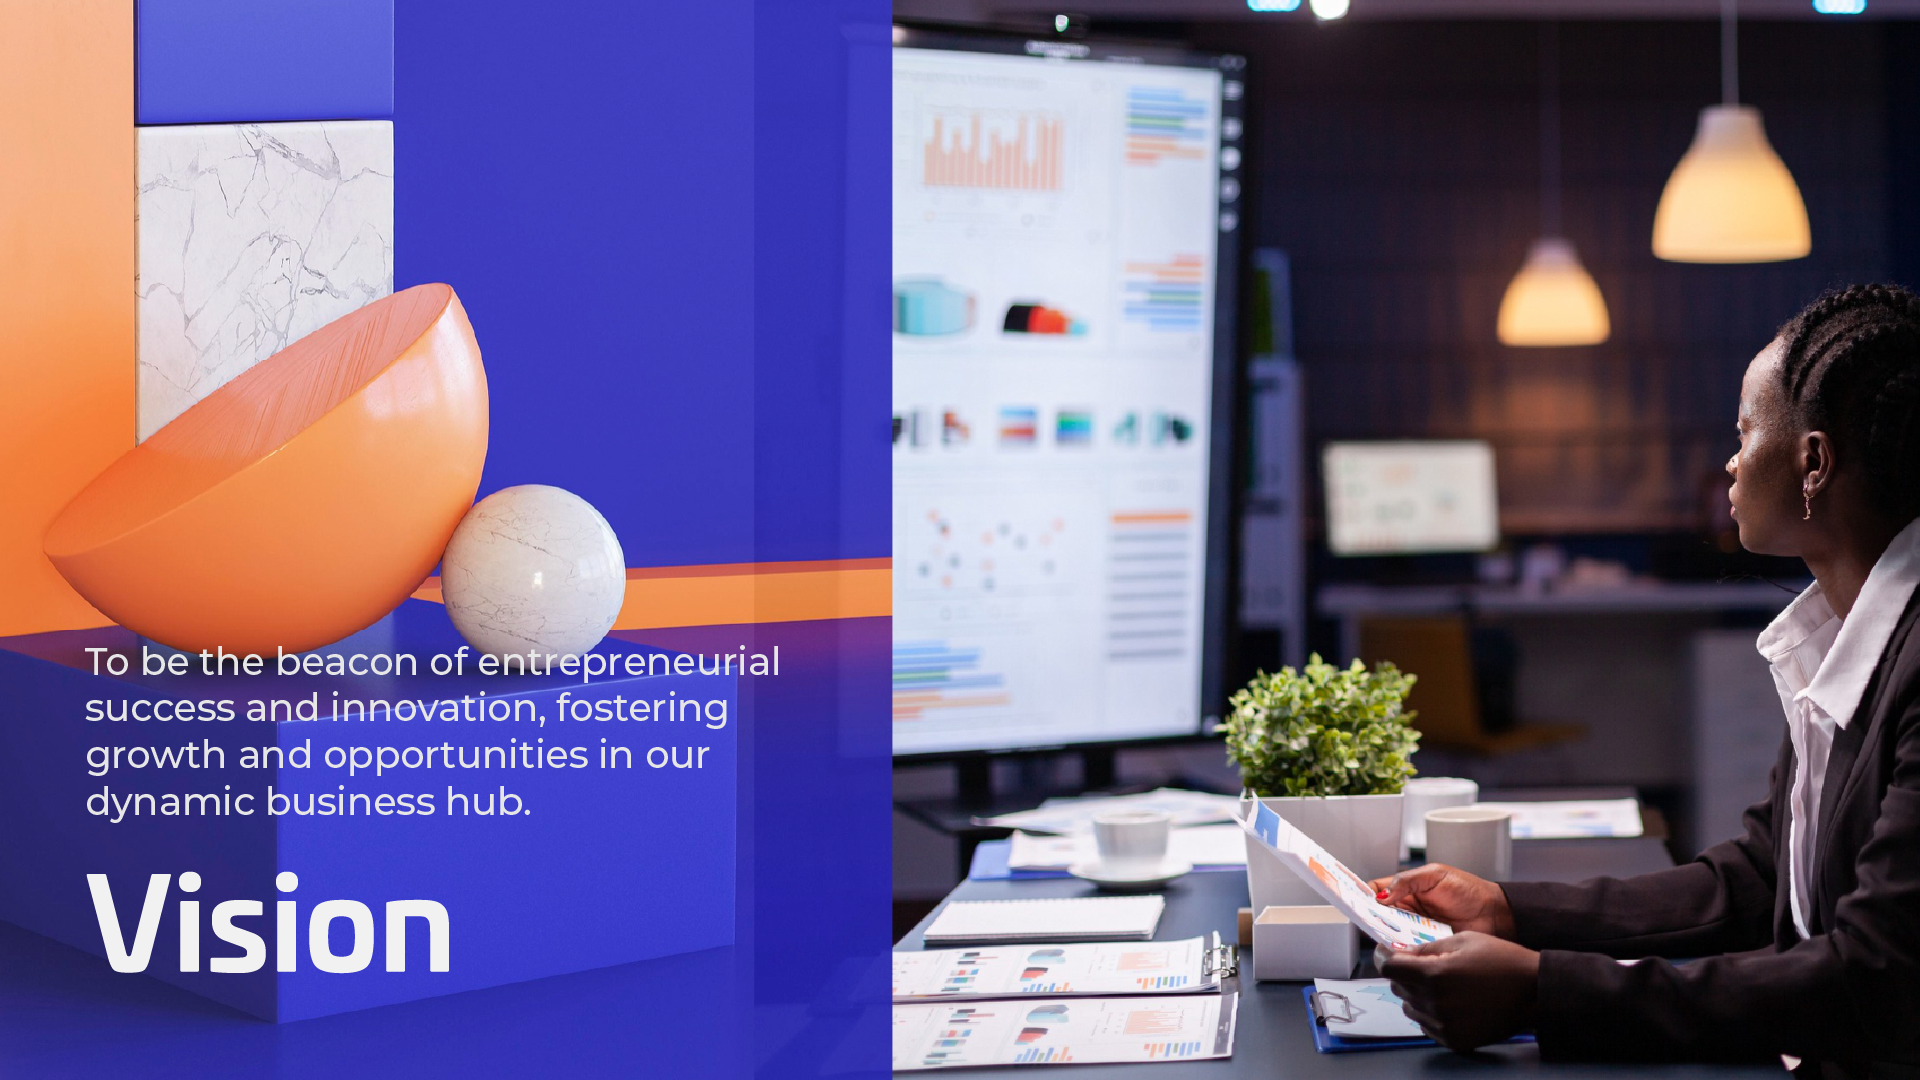 To be the beacon of entrepreneurial
success and innovation, fostering
growth and opportunities in our
dynamic business hub.
Vision